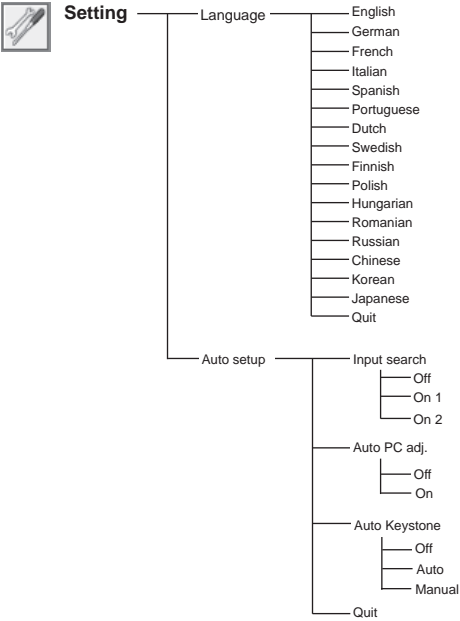 Setting
Language
English
German
French
Italian
Spanish
Portuguese
Dutch
Swedish
Finnish
Polish
Hungarian
Romanian
Russian
Chinese
Korean
Japanese
Quit
Auto setup
Input search
Off
On 1
On 2
Auto PC adj.
Off
On
Auto Keystone
Off
Auto
Manual
Quit